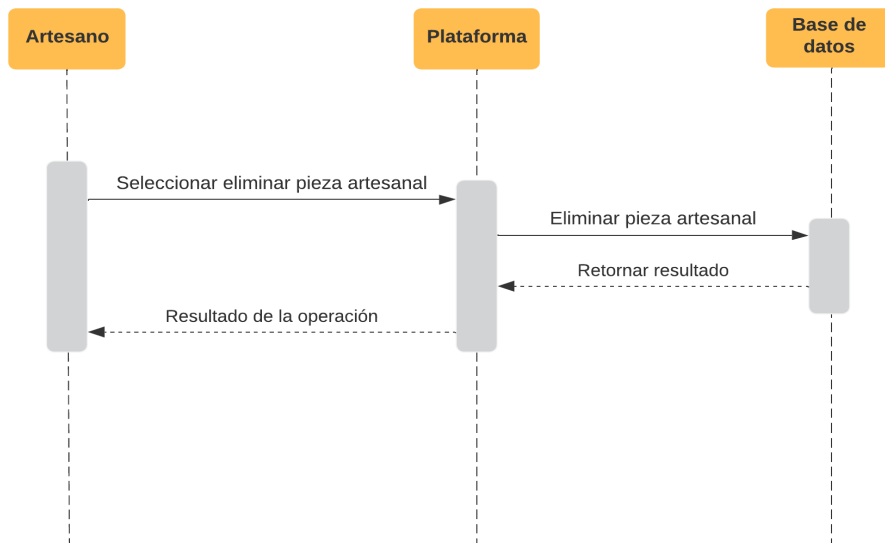 Artesano
Plataforma
Base de
datos
Seleccionar eliminar pieza artesanal
Eliminar pieza artesanal
Retornar resultado
Resultado de la operación